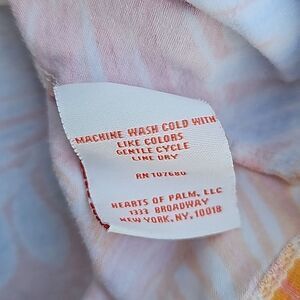 MACHINE WASH COLD WITH
LIKE COLORS
GENTLE CYCLE
LINE DRY
RN 107680
HEARTS OF PALM, LLC
1333 BROADWAY
NEW YORK, NY, 10018